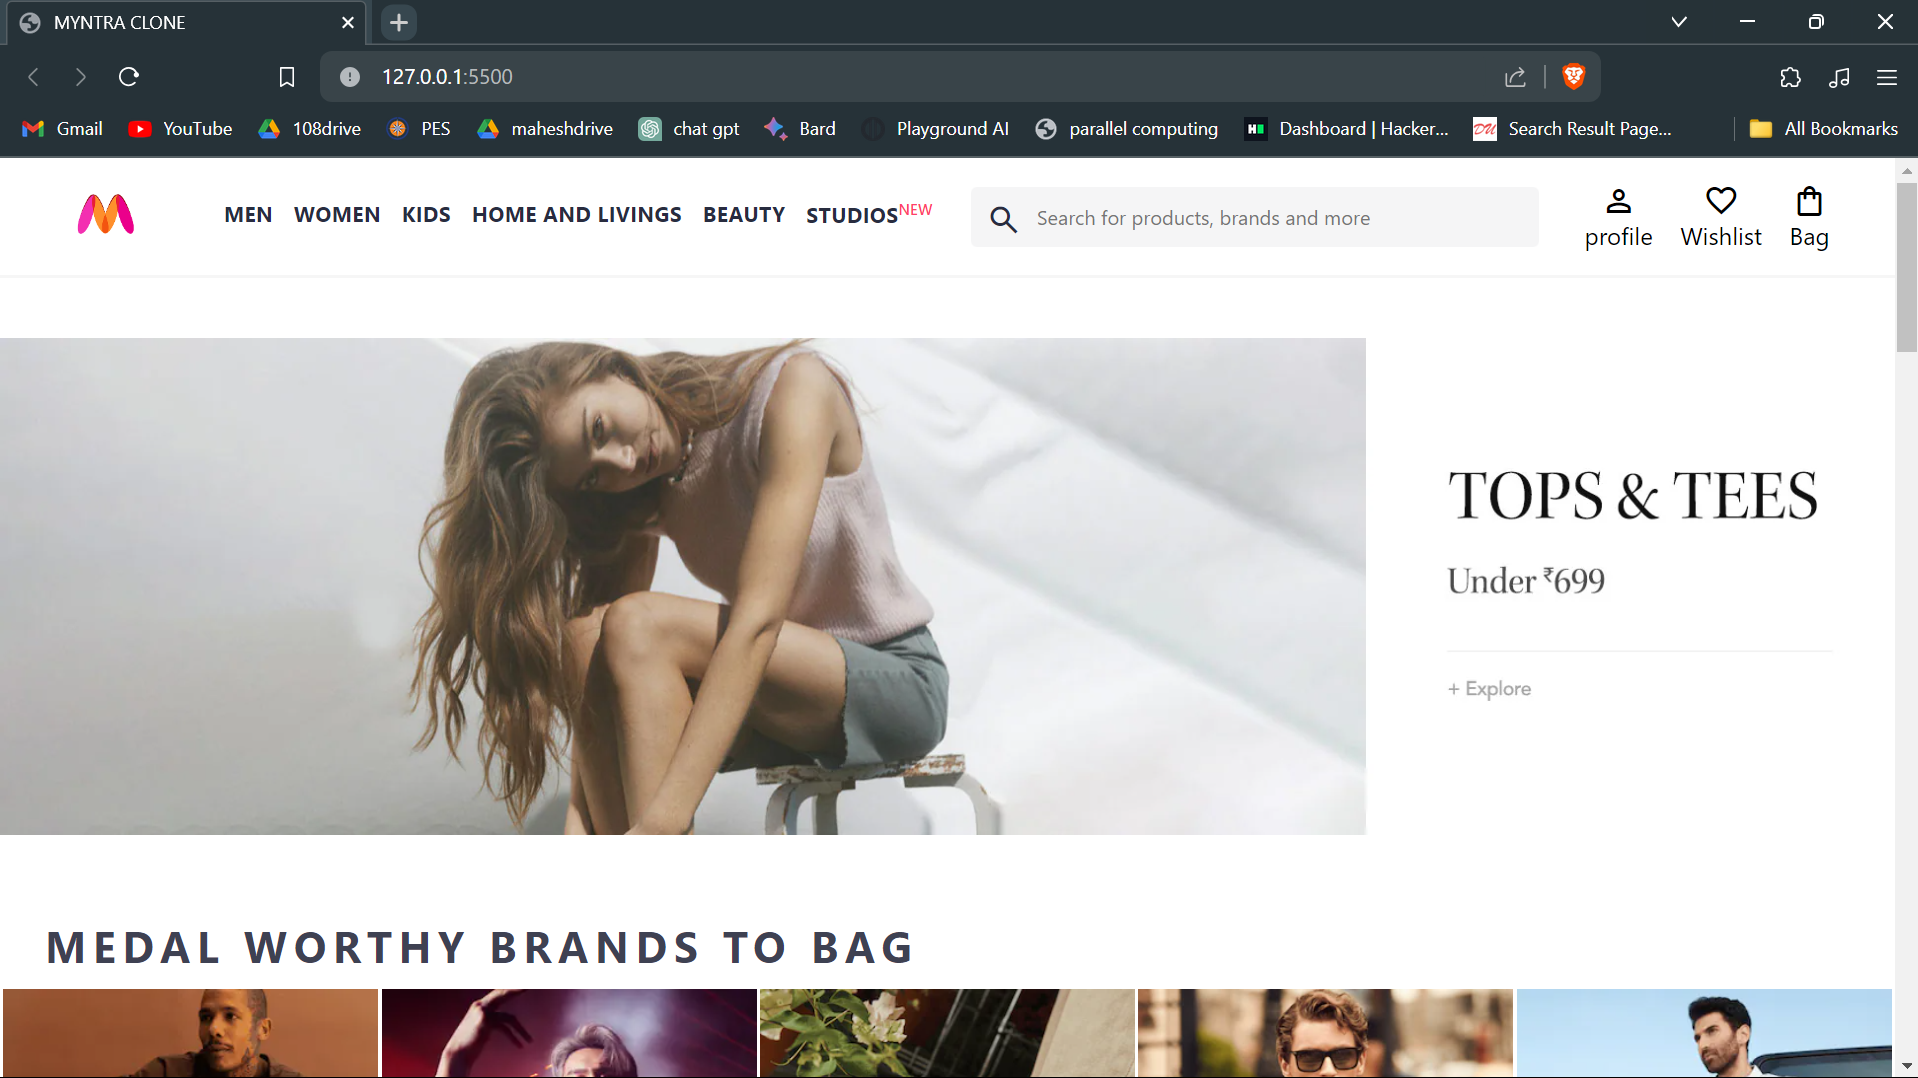 MYNTRA CLONE
127.0.0.1:5500
Gmail YouTube 108drive PES maheshdrive chat gpt Bard Playground AI parallel computing Dashboard | Hacker... Search Result Page... All Bookmarks
MEN WOMEN KIDS HOME AND LIVINGS BEAUTY STUDIOSNEW Search for products, brands and more profile Wishlist Bag
TOPS & TEES
Under ₹699
+ Explore
MEDAL WORTHY BRANDS TO BAG